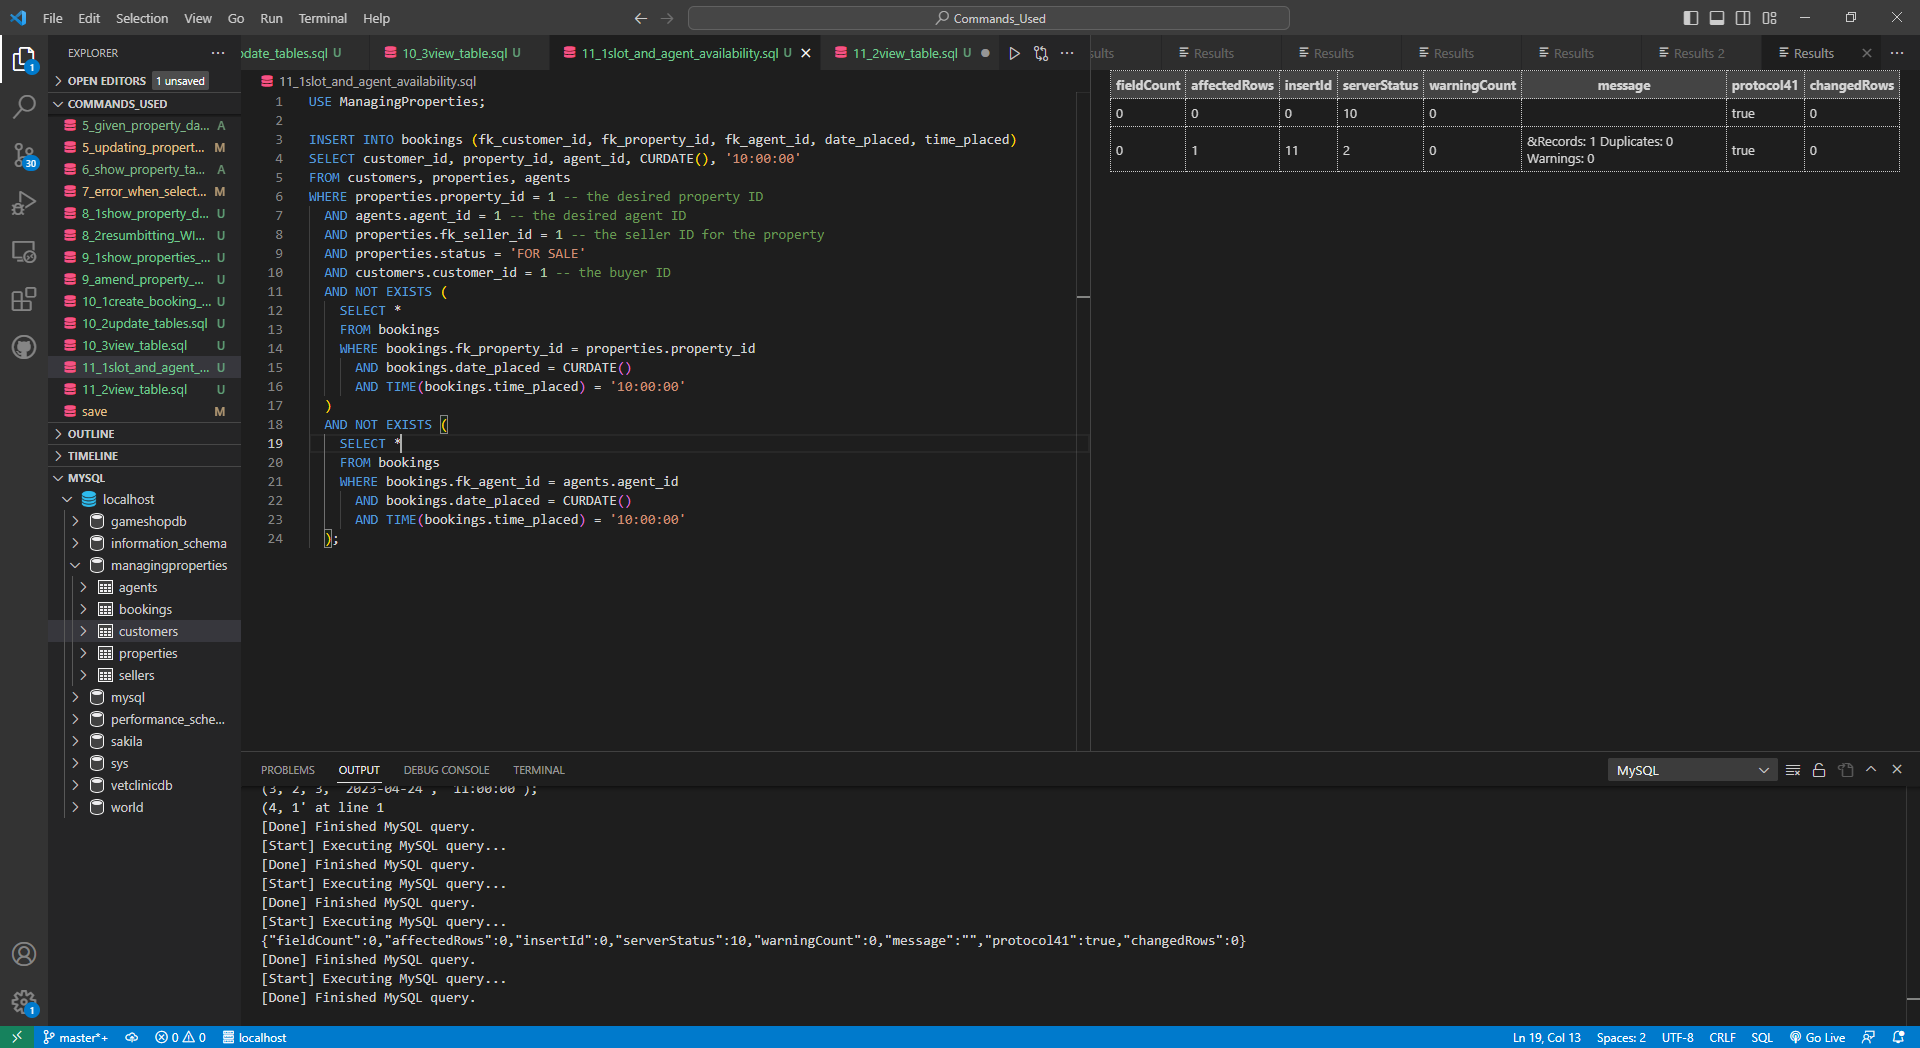 File Edit Selection View Go Run Terminal Help
Commands_Used
EXPLORER
OPEN EDITORS 1 unsaved
COMMANDS_USED
5_given_property_da... A
5_updating_propert... M
6_show_property_ta... A
7_error_when_select... M
8_1show_property_d... U
8_2resumbitting_WI... U
9_1show_properties_... U
9_amend_property_... U
10_1create_booking_... U
10_2update_tables.sql U
10_3view_table.sql U
11_1slot_and_agent_... U
11_2view_table.sql U
save M
OUTLINE
TIMELINE
MYSQL
localhost
gameshopdb
information_schema
managingproperties
agents
bookings
customers
properties
sellers
mysql
performance_sche...
sakila
sys
vetclinicdb
world
1
30
1
pdate_tables.sql U 10_3view_table.sql U 11_1slot_and_agent_availability.sql U 11_2view_table.sql U
11_1slot_and_agent_availability.sql
1 USE ManagingProperties;
2
3 INSERT INTO bookings (fk_customer_id, fk_property_id, fk_agent_id, date_placed, time_placed)
4 SELECT customer_id, property_id, agent_id, CURDATE(), '10:00:00'
5 FROM customers, properties, agents
6 WHERE properties.property_id = 1 -- the desired property ID
7 AND agents.agent_id = 1 -- the desired agent ID
8 AND properties.fk_seller_id = 1 -- the seller ID for the property
9 AND properties.status = 'FOR SALE'
10 AND customers.customer_id = 1 -- the buyer ID
11 AND NOT EXISTS (
12 SELECT *
13 FROM bookings
14 WHERE bookings.fk_property_id = properties.property_id
15 AND bookings.date_placed = CURDATE()
16 AND TIME(bookings.time_placed) = '10:00:00'
17 )
18 AND NOT EXISTS (
19 SELECT *
20 FROM bookings
21 WHERE bookings.fk_agent_id = agents.agent_id
22 AND bookings.date_placed = CURDATE()
23 AND TIME(bookings.time_placed) = '10:00:00'
24 );
sults Results Results Results Results Results 2 Results
fieldCount affectedRows insertId serverStatus warningCount message protocol41 changedRows
0 0 0 10 0 true 0
0 1 11 2 0 &Records: 1 Duplicates: 0 Warnings: 0 true 0
PROBLEMS OUTPUT DEBUG CONSOLE TERMINAL
MySQL
(3, 2, 3, '2023-04-24', '11:00:00');
(4, 1' at line 1
[Done] Finished MySQL query.
[Start] Executing MySQL query...
[Done] Finished MySQL query.
[Start] Executing MySQL query...
[Done] Finished MySQL query.
[Start] Executing MySQL query...
{"fieldCount":0,"affectedRows":0,"insertId":0,"serverStatus":10,"warningCount":0,"message":"","protocol41":true,"changedRows":0}
[Done] Finished MySQL query.
[Start] Executing MySQL query...
[Done] Finished MySQL query.
master*+ 0 0 localhost
Ln 19, Col 13 Spaces: 2 UTF-8 CRLF SQL Go Live